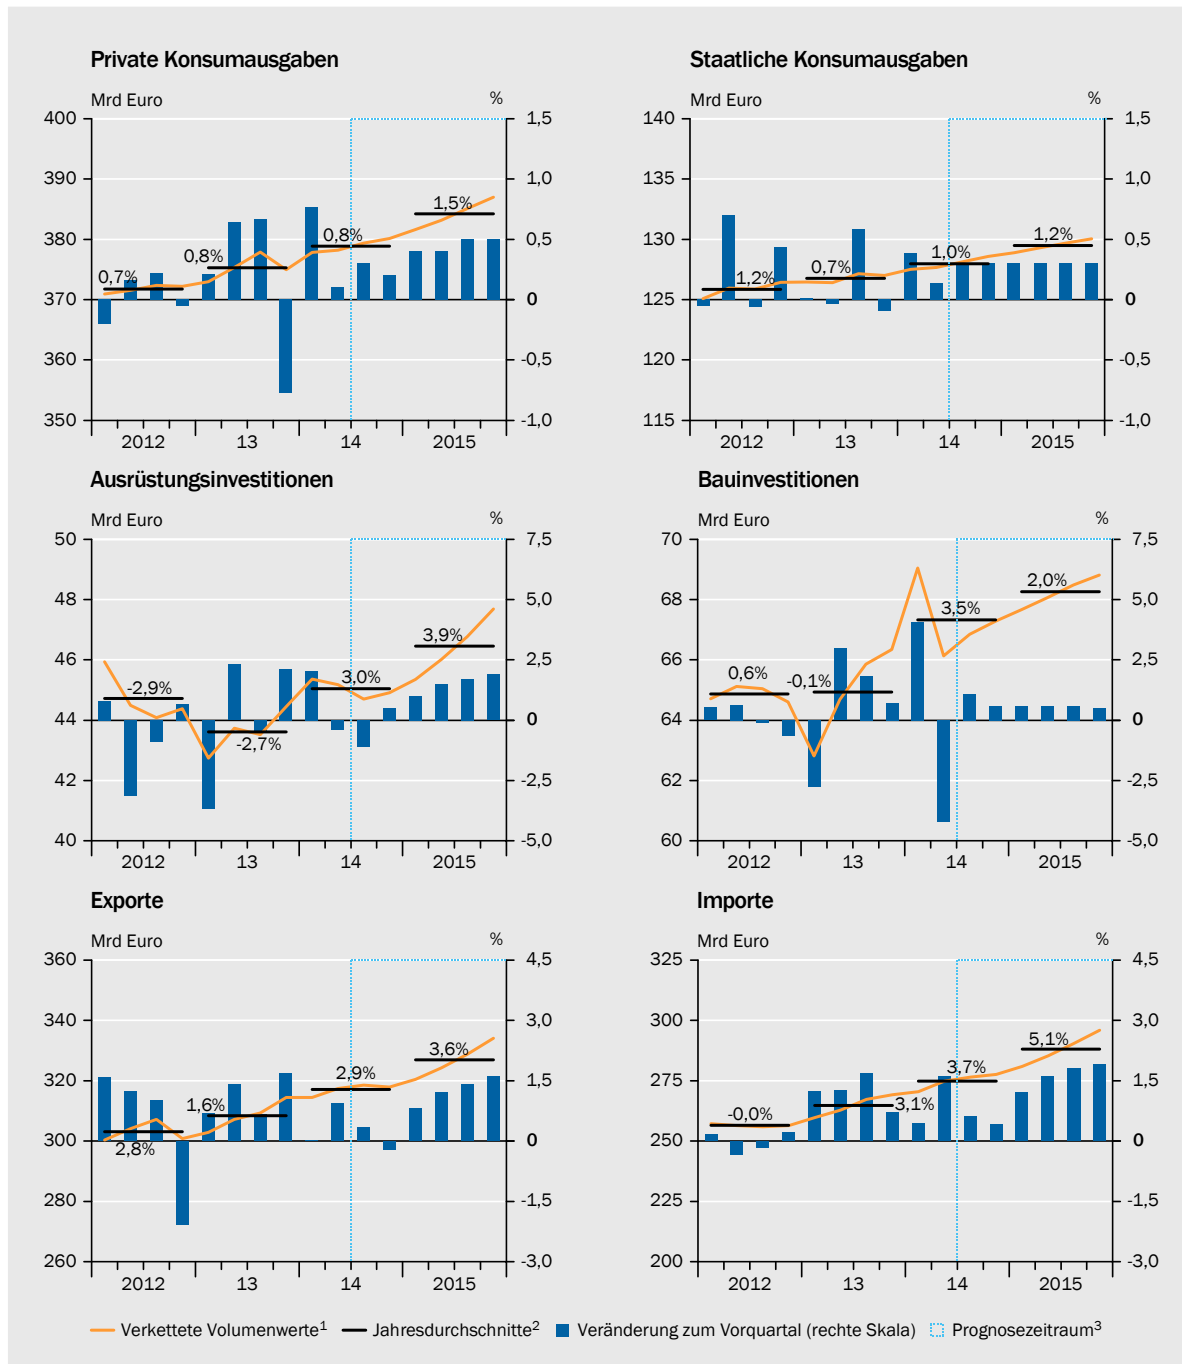 Private Konsumausgaben
Mrd Euro %
400 1,5
390 1,0
380 0,5
370 0
360 -0,5
350 -1,0
0,7% 0,8% 0,8% 1,5%
2012 13 14 2015
Staatliche Konsumausgaben
Mrd Euro %
140 1,5
135 1,0
130 0,5
125 0
120 -0,5
115 -1,0
1,2% 0,7% 1,0% 1,2%
2012 13 14 2015
Ausrüstungsinvestitionen
Mrd Euro %
50 7,5
48 5,0
46 2,5
44 0
42 -2,5
40 -5,0
-2,9% -2,7% 3,0% 3,9%
2012 13 14 2015
Bauinvestitionen
Mrd Euro %
70 7,5
68 5,0
66 2,5
64 0
62 -2,5
60 -5,0
0,6% -0,1% 3,5% 2,0%
2012 13 14 2015
Exporte
Mrd Euro %
360 4,5
340 3,0
320 1,5
300 0
280 -1,5
260 -3,0
2,8% 1,6% 2,9% 3,6%
2012 13 14 2015
Importe
Mrd Euro %
325 4,5
300 3,0
275 1,5
250 0
225 -1,5
200 -3,0
-0,0% 3,1% 3,7% 5,1%
2012 13 14 2015
Verkettete Volumenwerte¹ Jahresdurchschnitte² Veränderung zum Vorquartal (rechte Skala) Prognosezeitraum³